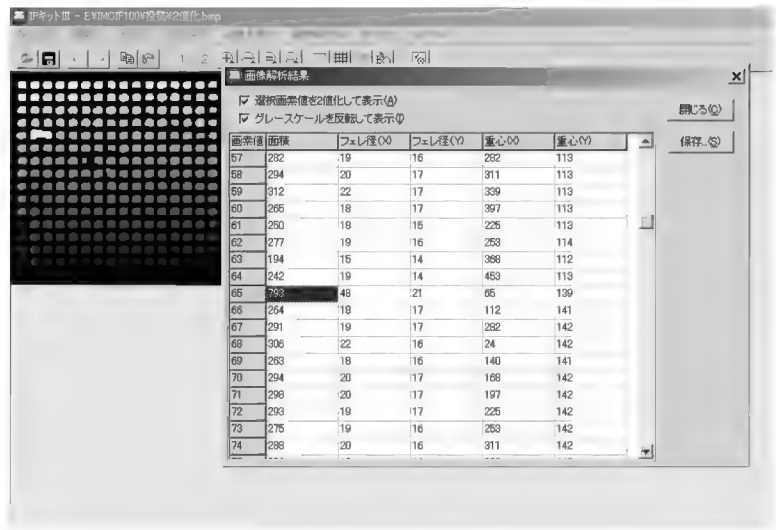 IPキットⅢ - E:¥IMGIF100¥投稿¥2値化.bmp
画像解析結果
選択画素値を2値化して表示(A)
グレースケールを反転して表示(I)
閉じる(C)
保存...(S)
画素値 面積 フェレ径(X) フェレ径(Y) 重心(X) 重心(Y)
57 282 19 16 282 113
58 294 20 17 311 113
59 312 22 17 339 113
60 265 18 17 397 113
61 250 18 15 225 113
62 277 19 16 253 114
63 194 15 14 368 112
64 242 19 14 453 113
65 793 48 21 65 139
66 264 18 17 112 141
67 291 19 17 282 142
68 306 22 16 24 142
69 263 18 16 140 141
70 294 20 17 168 142
71 298 20 17 197 142
72 293 19 17 225 142
73 275 19 16 253 142
74 288 20 16 311 142